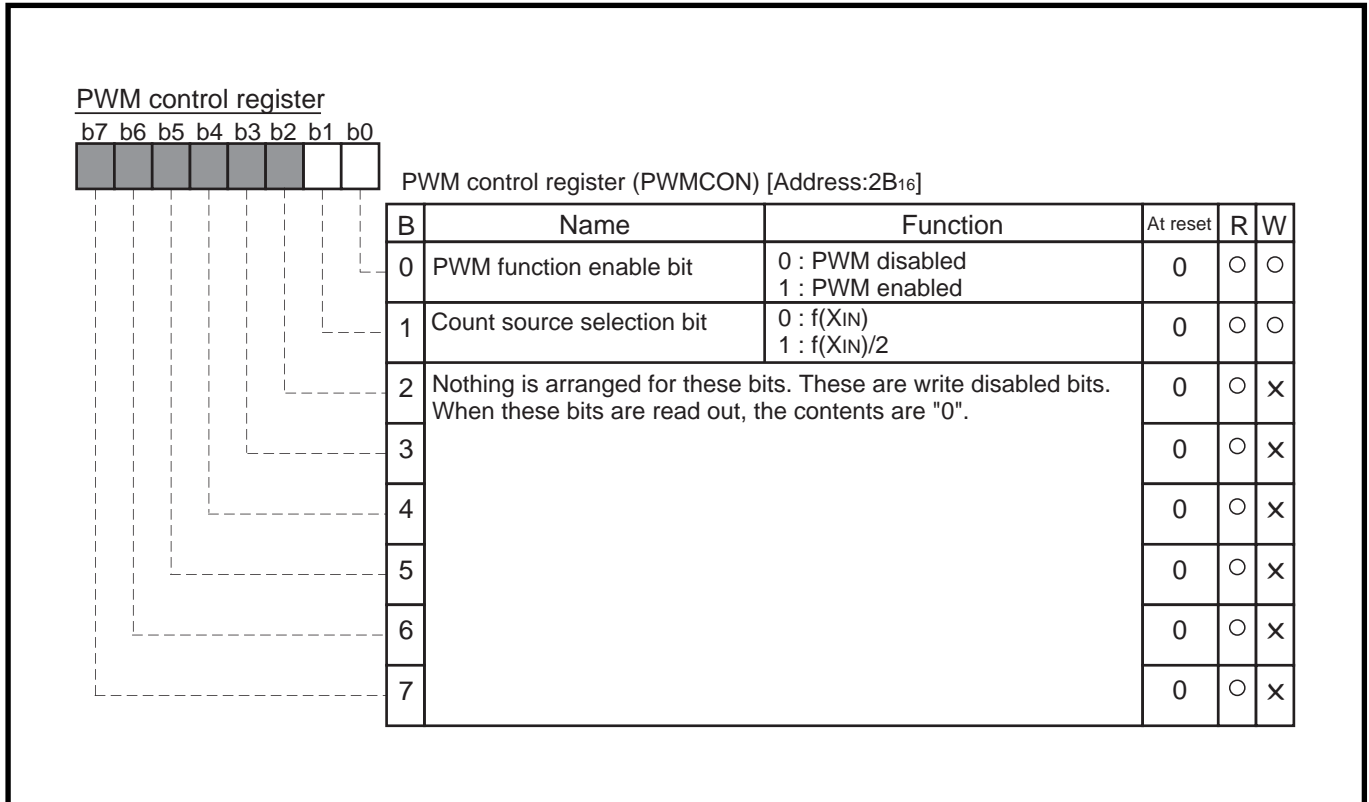 PWM control register
b7 b6 b5 b4 b3 b2 b1 b0
PWM control register (PWMCON) [Address:2B16]
B Name Function At reset R W
0 PWM function enable bit 0 : PWM disabled 0 ○ ○
1 : PWM enabled
1 Count source selection bit 0 : f(XIN) 0 ○ ○
1 : f(XIN)/2
2 Nothing is arranged for these bits. These are write disabled bits. 0 ○ ×
When these bits are read out, the contents are "0".
3 0 ○ ×
4 0 ○ ×
5 0 ○ ×
6 0 ○ ×
7 0 ○ ×